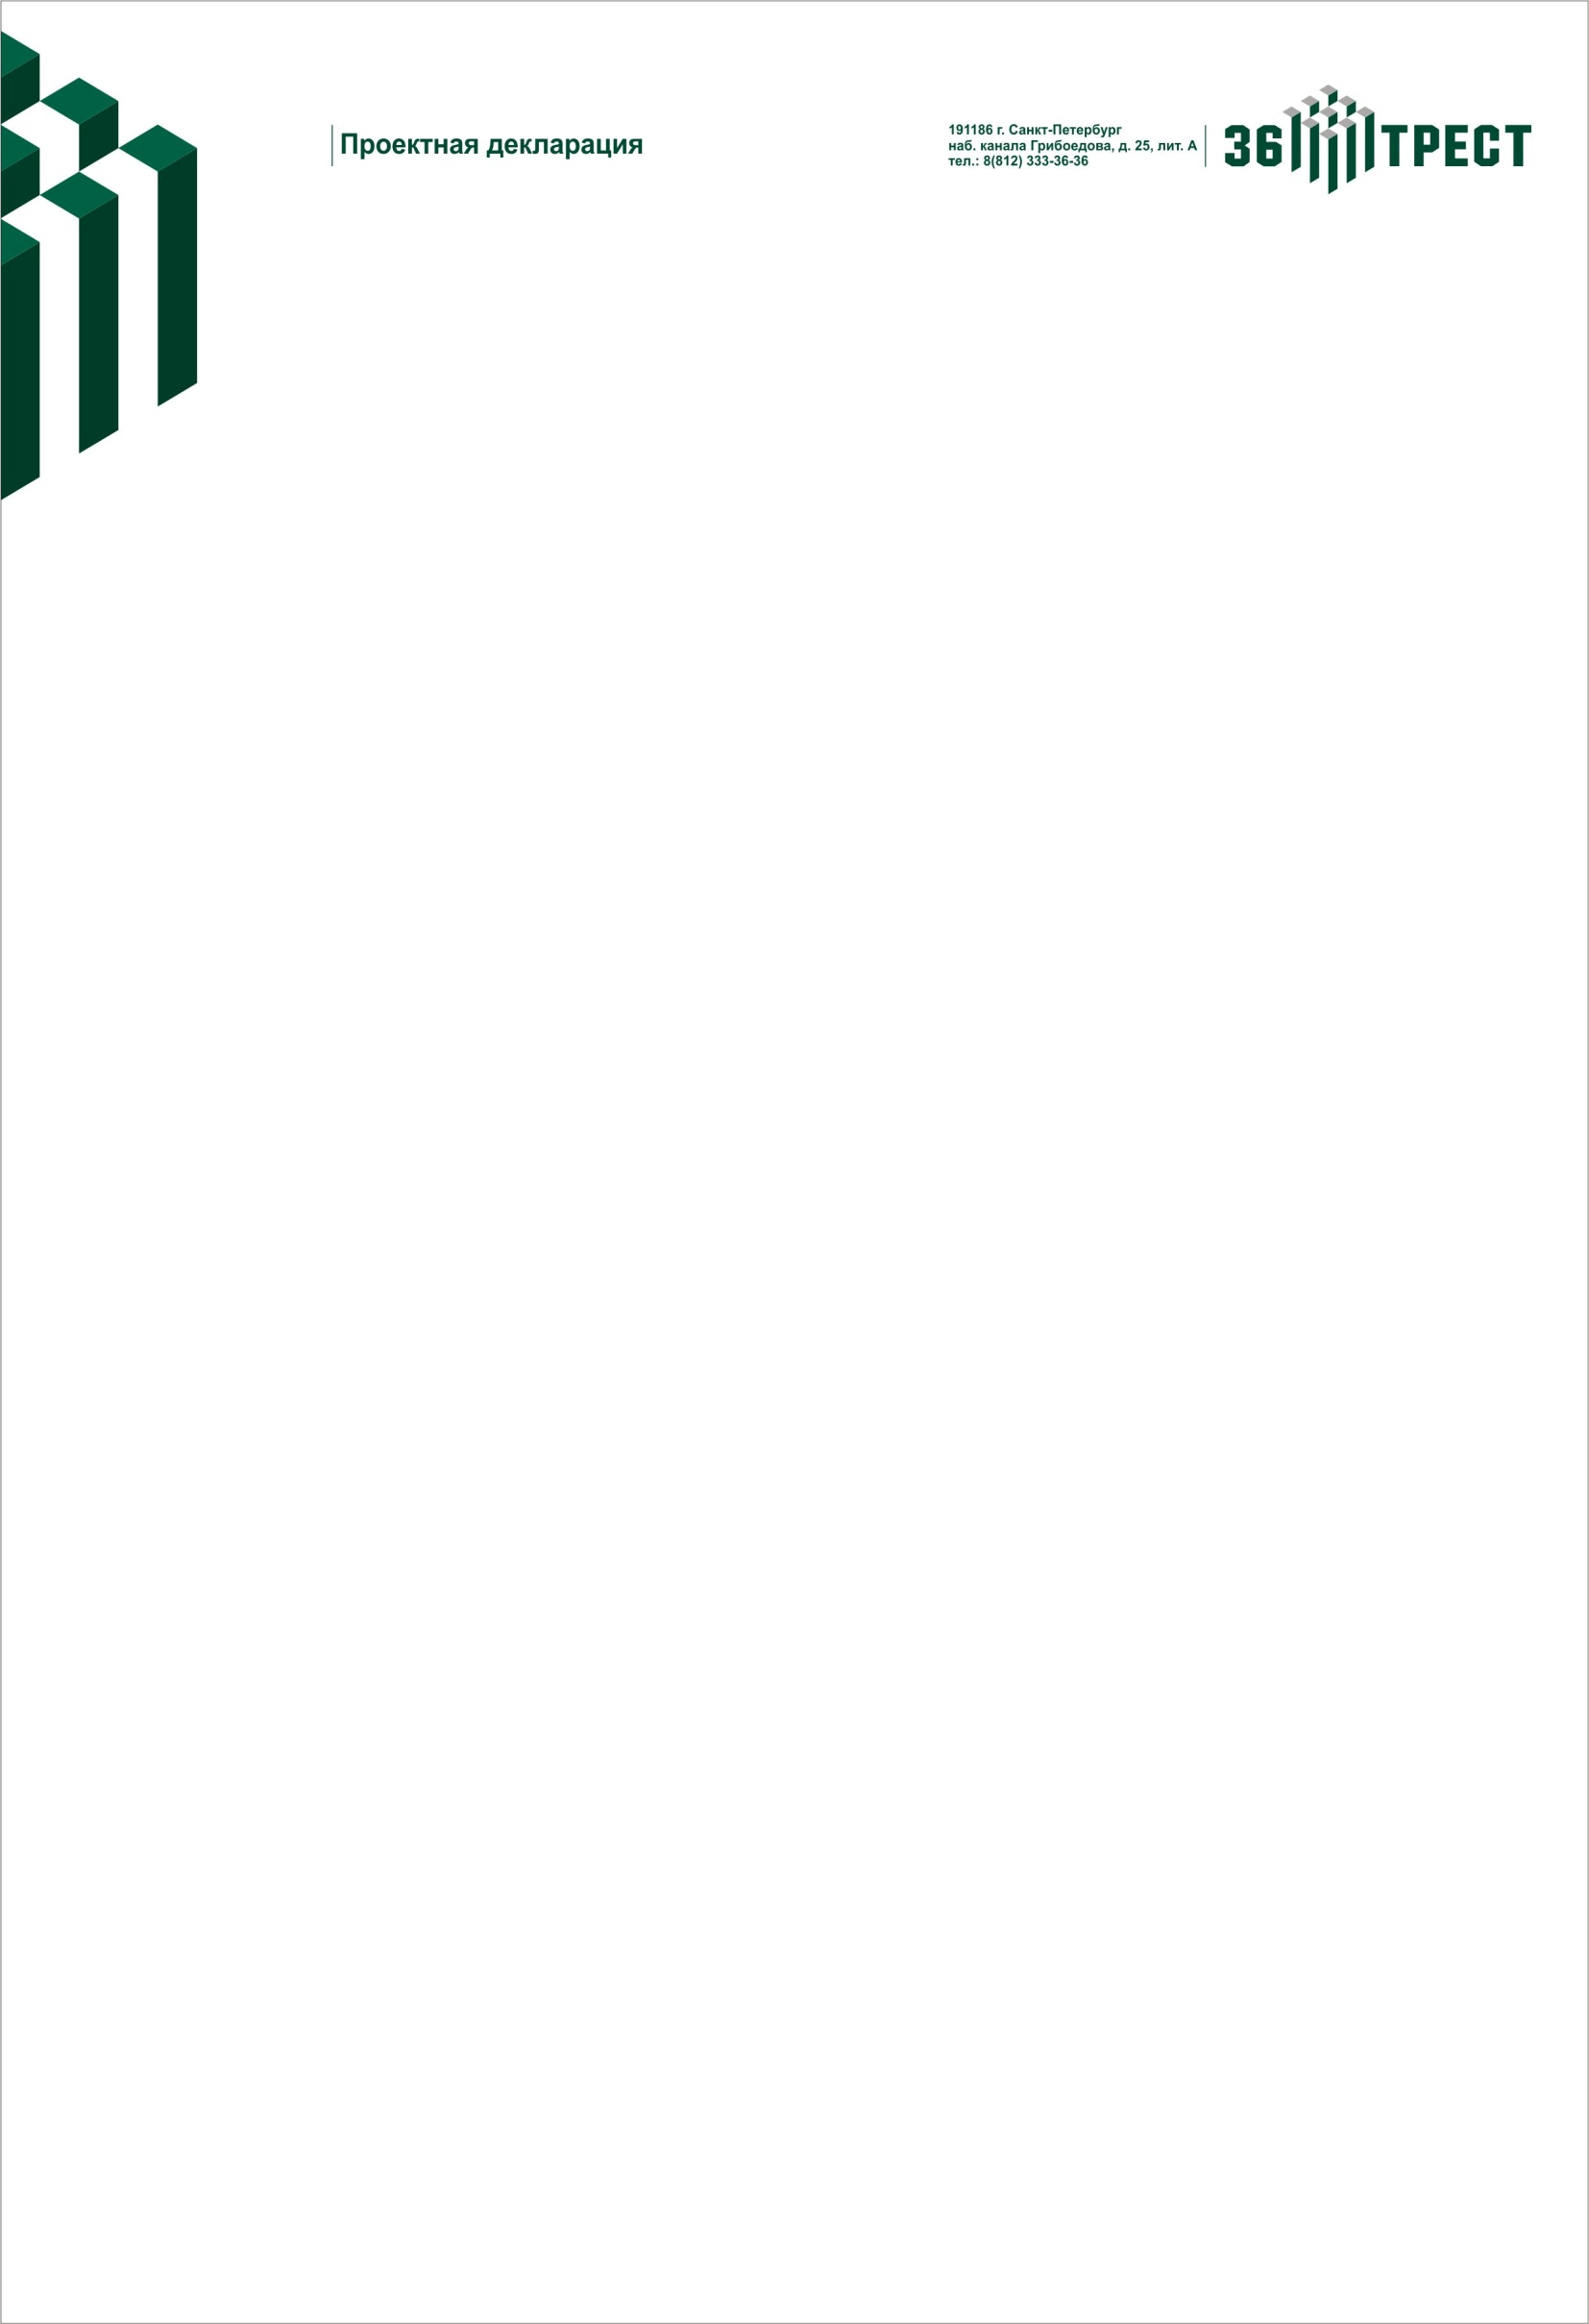 Проектная декларация
191186 г. Санкт-Петербург
наб. канала Грибоедова, д. 25, лит. А
тел.: 8(812) 333-36-36
36 ТРЕСТ